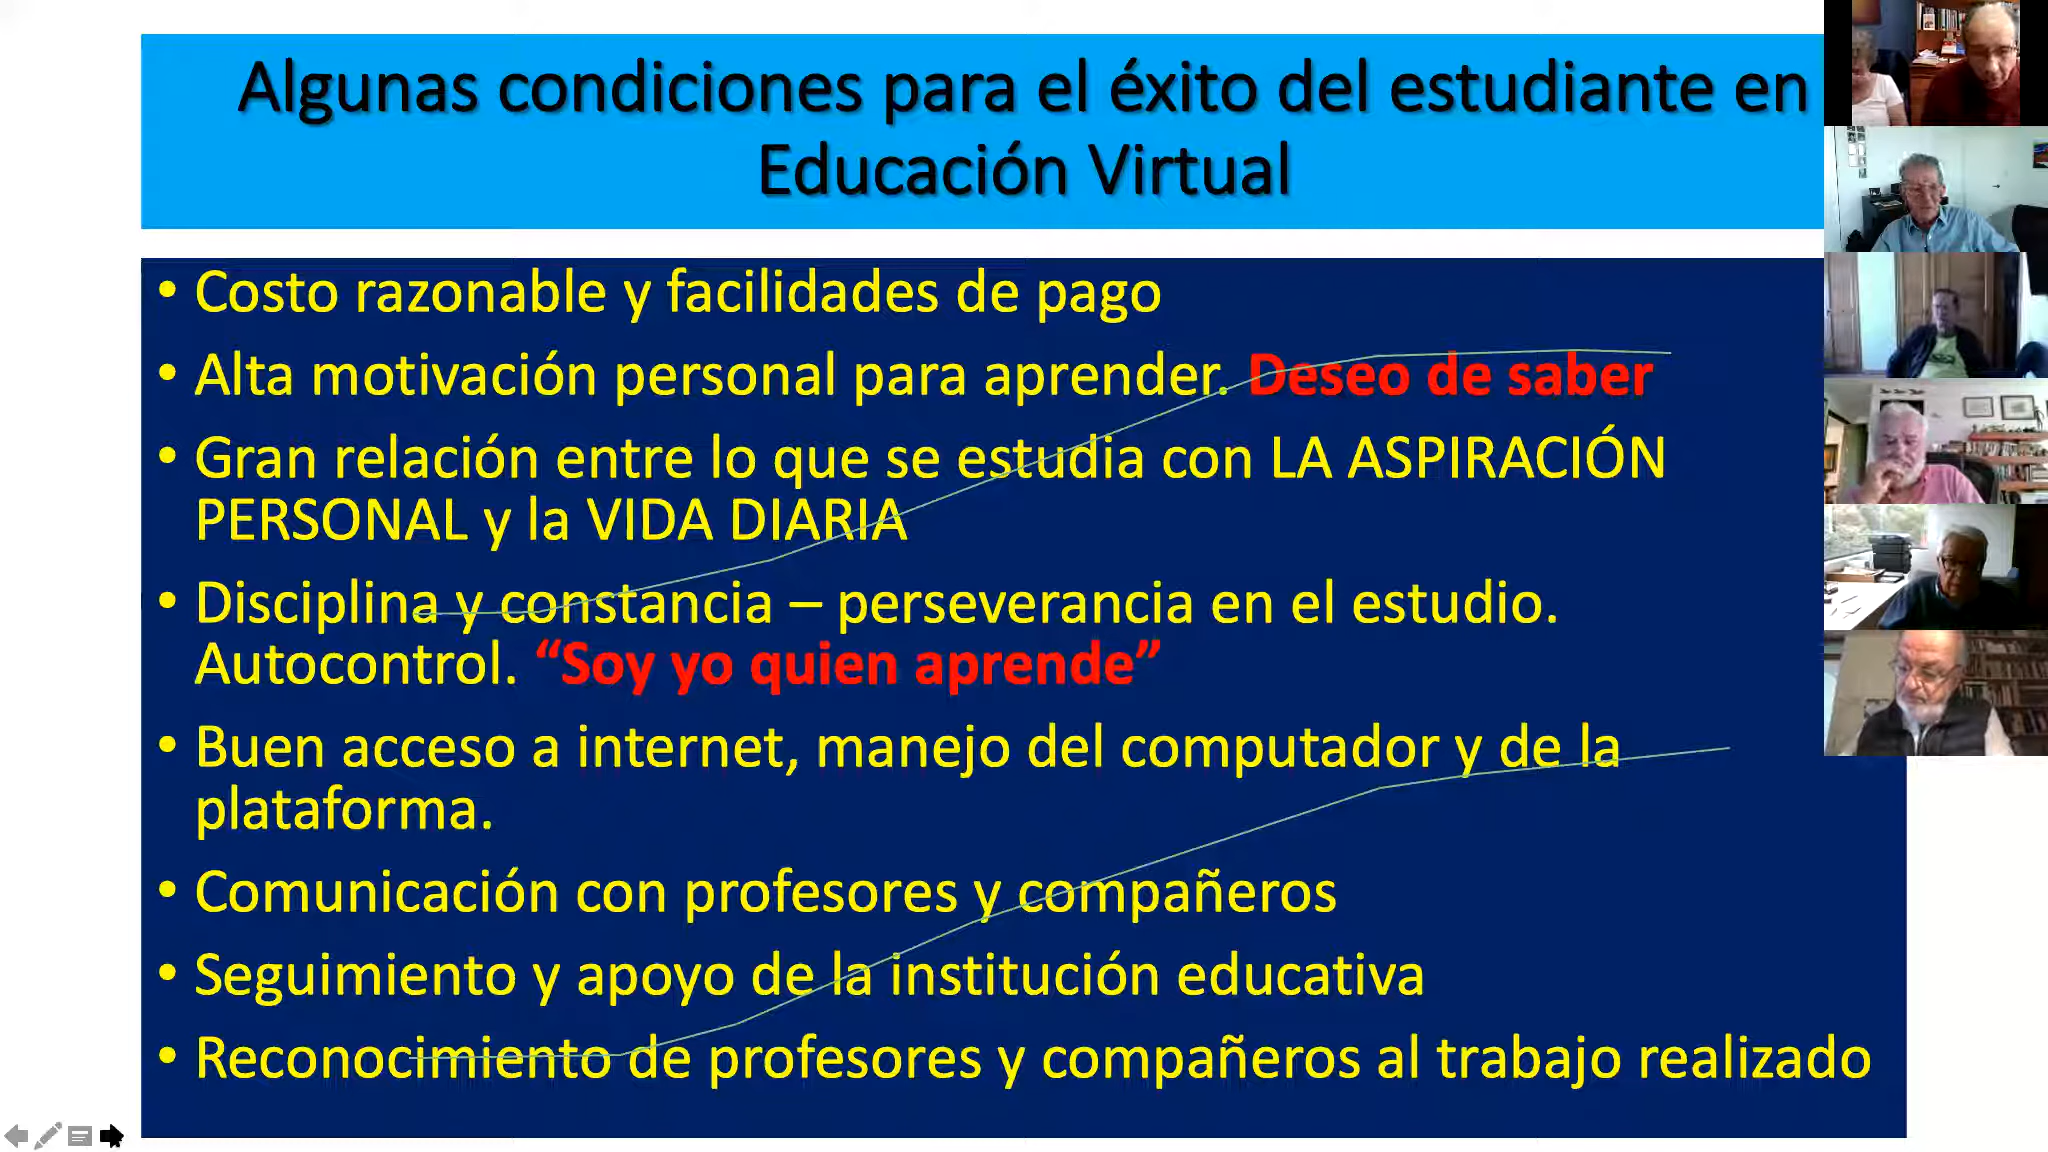 Algunas condiciones para el éxito del estudiante en
Educación Virtual
• Costo razonable y facilidades de pago
• Alta motivación personal para aprender. Deseo de saber
• Gran relación entre lo que se estudia con LA ASPIRACIÓN
PERSONAL y la VIDA DIARIA
• Disciplina y constancia – perseverancia en el estudio.
Autocontrol. “Soy yo quien aprende”
• Buen acceso a internet, manejo del computador y de la
plataforma.
• Comunicación con profesores y compañeros
• Seguimiento y apoyo de la institución educativa
• Reconocimiento de profesores y compañeros al trabajo realizado